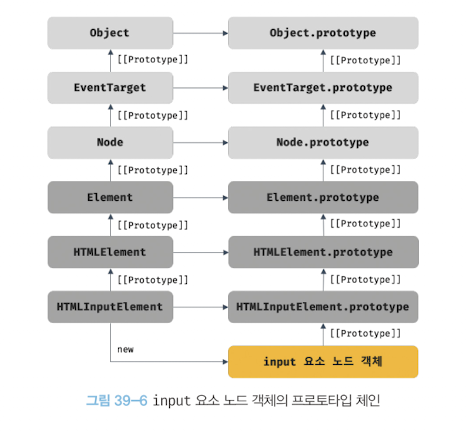 Object Object.prototype
[[Prototype]] [[Prototype]]
EventTarget EventTarget.prototype
[[Prototype]] [[Prototype]]
Node Node.prototype
[[Prototype]] [[Prototype]]
Element Element.prototype
[[Prototype]] [[Prototype]]
HTMLElement HTMLElement.prototype
[[Prototype]] [[Prototype]]
HTMLInputElement HTMLInputElement.prototype
[[Prototype]]
new
input 요소 노드 객체
그림 39-6 input 요소 노드 객체의 프로토타입 체인